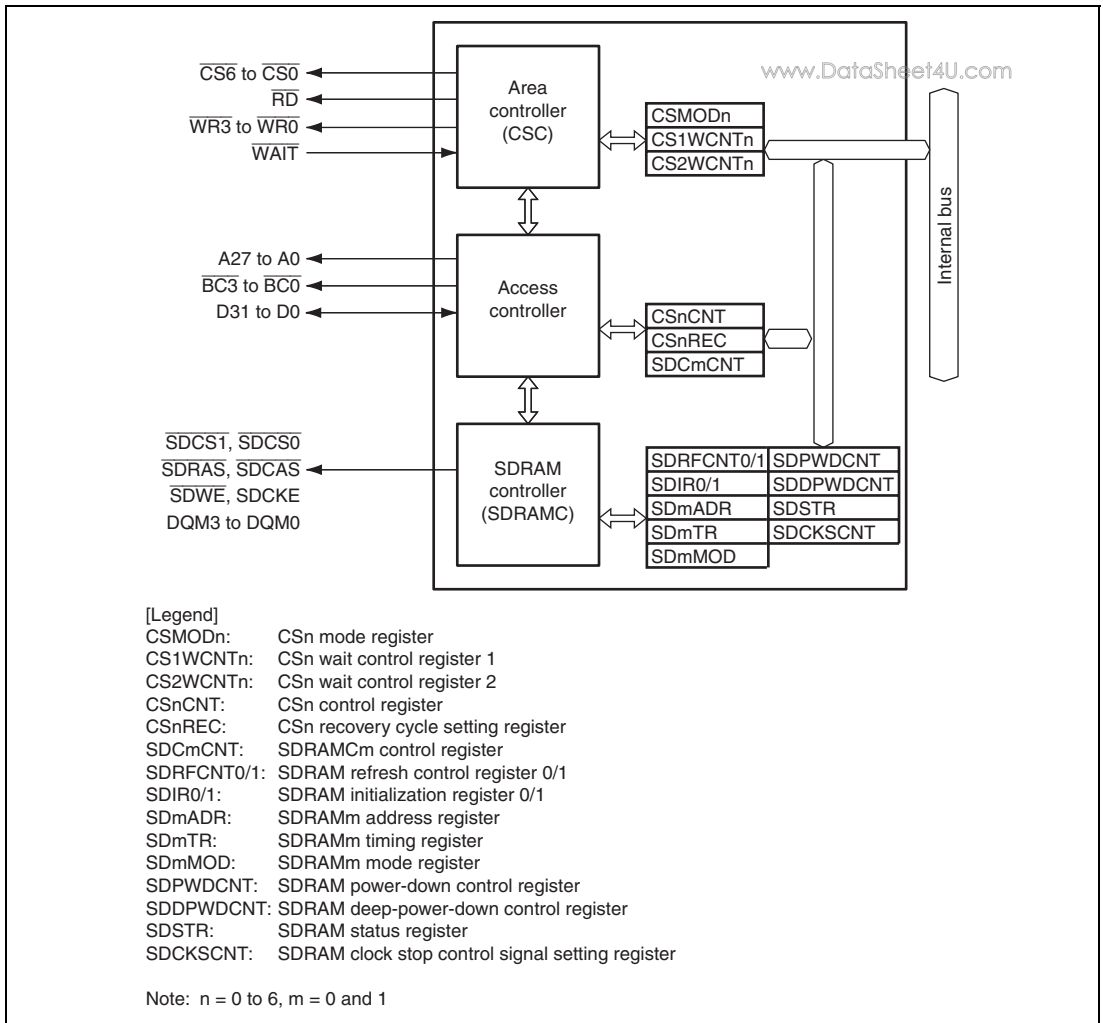 www.DataSheet4U.com
CS6 to CS0
RD
WR3 to WR0
WAIT
Area
controller
(CSC)
CSMODn
CS1WCNTn
CS2WCNTn
Internal bus
A27 to A0
BC3 to BC0
D31 to D0
Access
controller
CSnCNT
CSnREC
SDCmCNT
SDCS1, SDCS0
SDRAS, SDCAS
SDWE, SDCKE
DQM3 to DQM0
SDRAM
controller
(SDRAMC)
SDRFCNT0/1 SDPWDCNT
SDIR0/1 SDDPWDCNT
SDmADR SDSTR
SDmTR SDCKSCNT
SDmMOD
[Legend]
CSMODn: CSn mode register
CS1WCNTn: CSn wait control register 1
CS2WCNTn: CSn wait control register 2
CSnCNT: CSn control register
CSnREC: CSn recovery cycle setting register
SDCmCNT: SDRAMCm control register
SDRFCNT0/1: SDRAM refresh control register 0/1
SDIR0/1: SDRAM initialization register 0/1
SDmADR: SDRAMm address register
SDmTR: SDRAMm timing register
SDmMOD: SDRAMm mode register
SDPWDCNT: SDRAM power-down control register
SDDPWDCNT: SDRAM deep-power-down control register
SDSTR: SDRAM status register
SDCKSCNT: SDRAM clock stop control signal setting register
Note: n = 0 to 6, m = 0 and 1